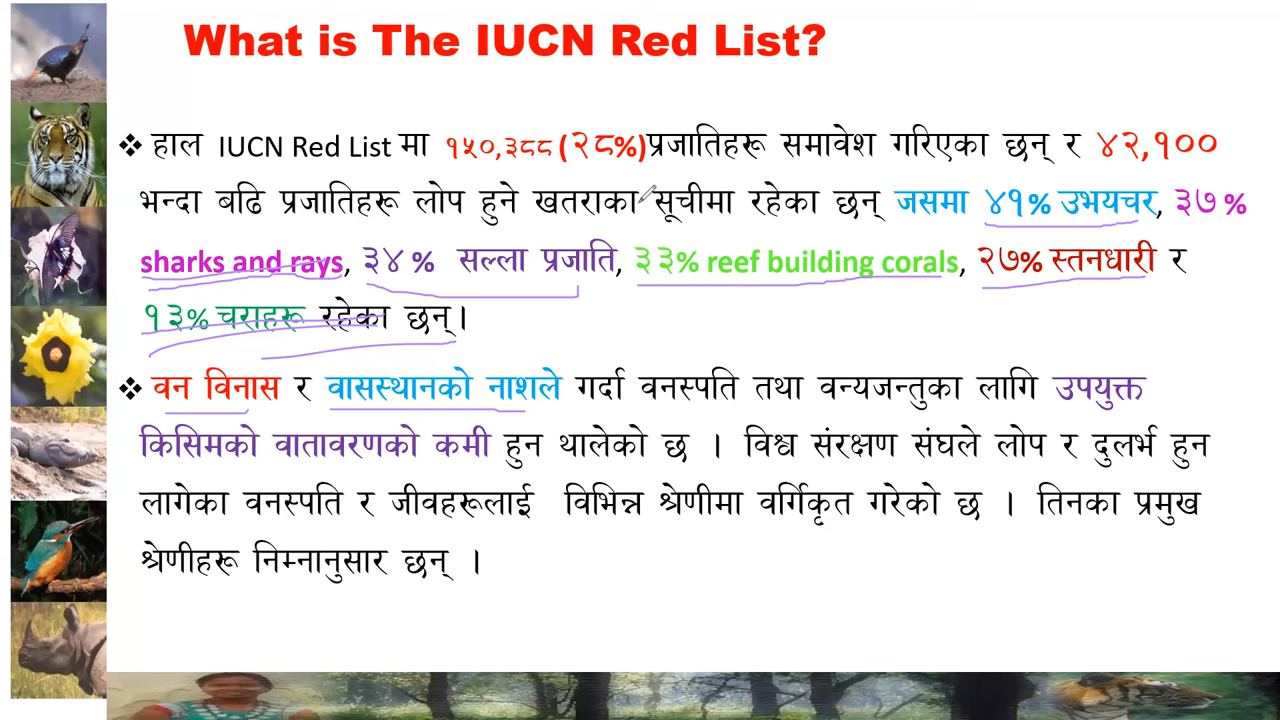 What is The IUCN Red List?
❖ हाल IUCN Red List मा १५०,३८८ (२८%)प्रजातिहरू समावेश गरिएका छन् र ४२,१००
भन्दा बढि प्रजातिहरू लोप हुने खतराका सूचीमा रहेका छन् जसमा ४१% उभयचर, ३७%
sharks and rays, ३४% सल्ला प्रजाति, ३३% reef building corals, २७% स्तनधारी र
१३% चराहरू रहेका छन्।
❖ वन विनास र वासस्थानको नाशले गर्दा वनस्पति तथा वन्यजन्तुका लागि उपयुक्त
किसिमको वातावरणको कमी हुन थालेको छ । विश्व संरक्षण संघले लोप र दुलर्भ हुन
लागेका वनस्पति र जीवहरूलाई विभिन्न श्रेणीमा वर्गिकृत गरेको छ । तिनका प्रमुख
श्रेणीहरू निम्नानुसार छन् ।